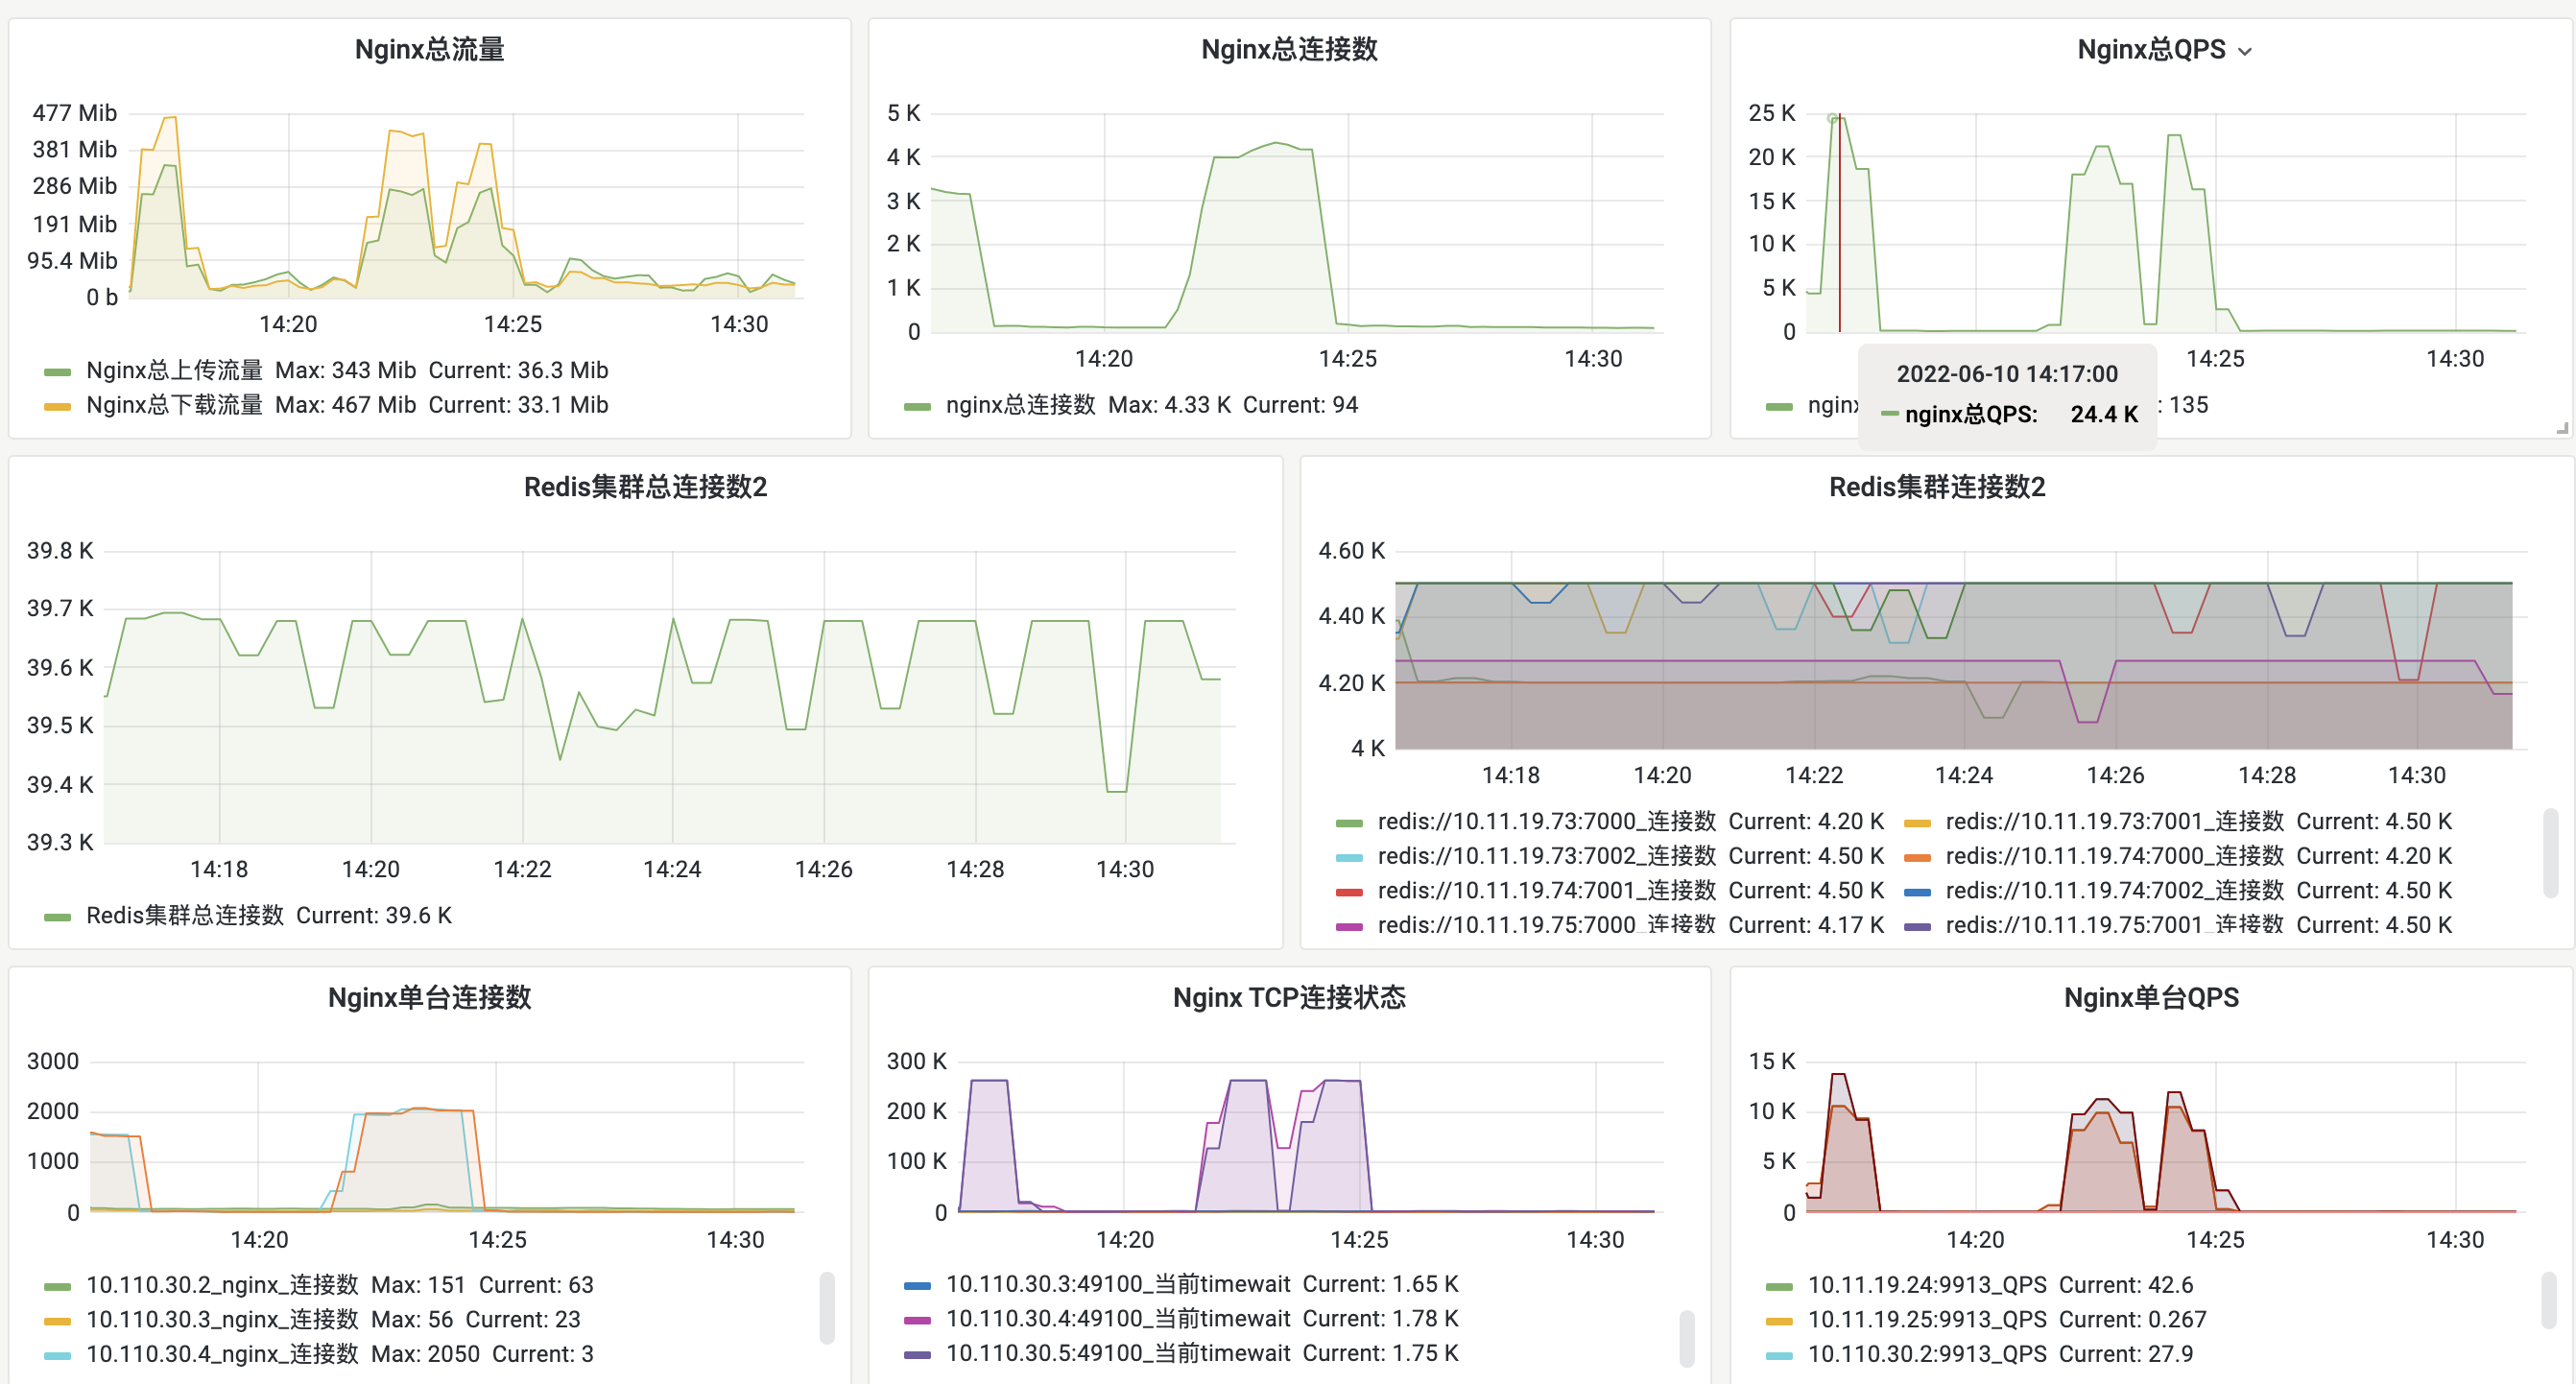 Nginx总流量
477 Mib
381 Mib
286 Mib
191 Mib
95.4 Mib
0 b
14:20 14:25 14:30
Nginx总上传流量 Max: 343 Mib Current: 36.3 Mib
Nginx总下载流量 Max: 467 Mib Current: 33.1 Mib
Nginx总连接数
5 K
4 K
3 K
2 K
1 K
0
14:20 14:25 14:30
nginx总连接数 Max: 4.33 K Current: 94
Nginx总QPS
25 K
20 K
15 K
10 K
5 K
0
14:25 14:30
2022-06-10 14:17:00
nginx总QPS: 24.4 K
nginx : 135
Redis集群总连接数2
39.8 K
39.7 K
39.6 K
39.5 K
39.4 K
39.3 K
14:18 14:20 14:22 14:24 14:26 14:28 14:30
Redis集群总连接数 Current: 39.6 K
Redis集群连接数2
4.60 K
4.40 K
4.20 K
4 K
14:18 14:20 14:22 14:24 14:26 14:28 14:30
redis://10.11.19.73:7000_连接数 Current: 4.20 K redis://10.11.19.73:7001_连接数 Current: 4.50 K
redis://10.11.19.73:7002_连接数 Current: 4.50 K redis://10.11.19.74:7000_连接数 Current: 4.20 K
redis://10.11.19.74:7001_连接数 Current: 4.50 K redis://10.11.19.74:7002_连接数 Current: 4.50 K
redis://10.11.19.75:7000_连接数 Current: 4.17 K redis://10.11.19.75:7001_连接数 Current: 4.50 K
Nginx单台连接数
3000
2000
1000
0
14:20 14:25 14:30
10.110.30.2_nginx_连接数 Max: 151 Current: 63
10.110.30.3_nginx_连接数 Max: 56 Current: 23
10.110.30.4_nginx_连接数 Max: 2050 Current: 3
Nginx TCP连接状态
300 K
200 K
100 K
0
14:20 14:25 14:30
10.110.30.3:49100_当前timewait Current: 1.65 K
10.110.30.4:49100_当前timewait Current: 1.78 K
10.110.30.5:49100_当前timewait Current: 1.75 K
Nginx单台QPS
15 K
10 K
5 K
0
14:20 14:25 14:30
10.11.19.24:9913_QPS Current: 42.6
10.11.19.25:9913_QPS Current: 0.267
10.110.30.2:9913_QPS Current: 27.9